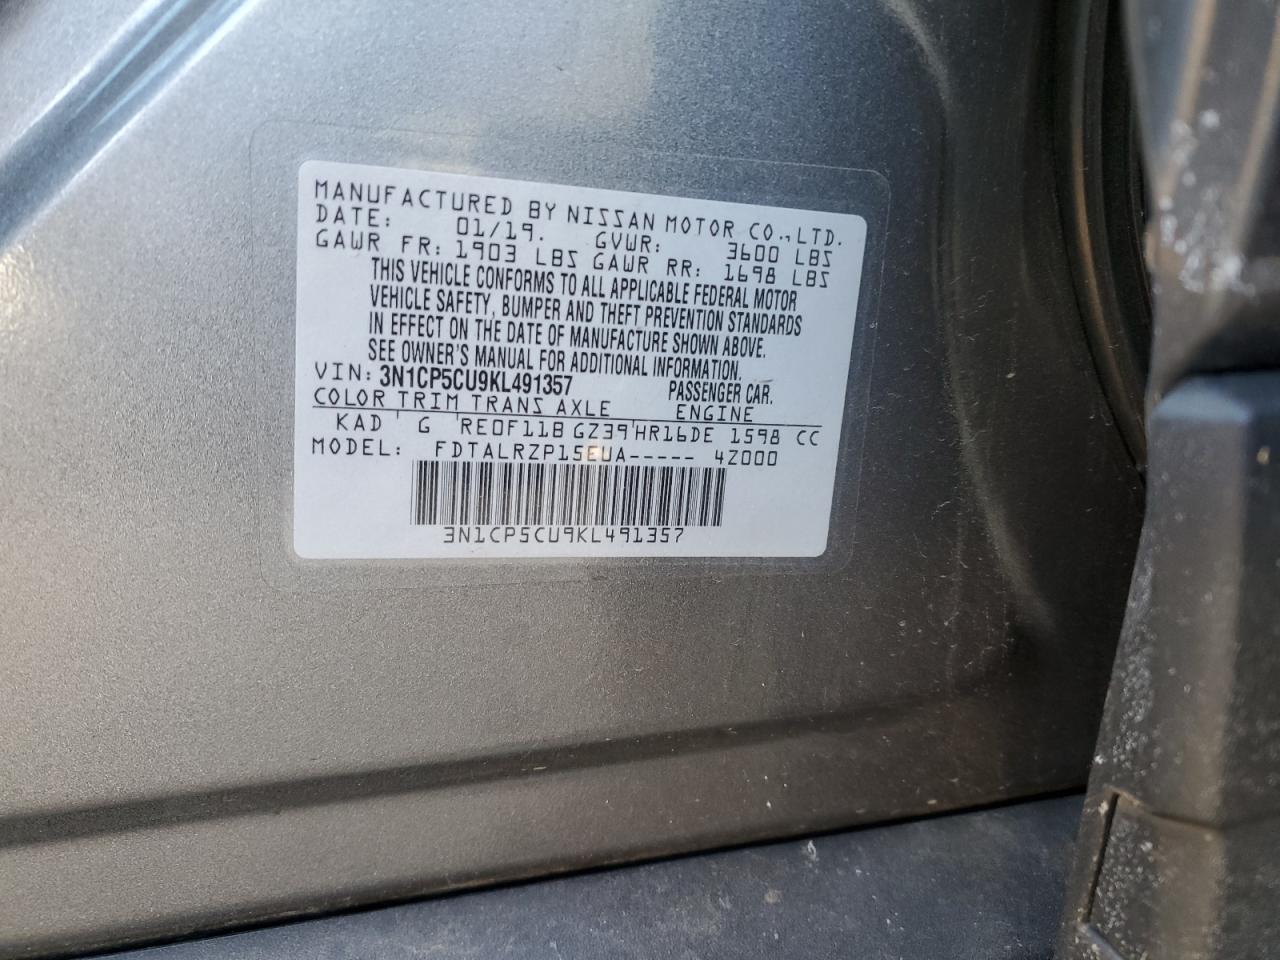 MANUFACTURED BY NISSAN MOTOR CO.,LTD.
DATE: 01/19. GVWR: 3600 LBS
GAWR FR: 1903 LBS GAWR RR: 1698 LBS
THIS VEHICLE CONFORMS TO ALL APPLICABLE FEDERAL MOTOR
VEHICLE SAFETY, BUMPER AND THEFT PREVENTION STANDARDS
IN EFFECT ON THE DATE OF MANUFACTURE SHOWN ABOVE.
SEE OWNER'S MANUAL FOR ADDITIONAL INFORMATION.
VIN: 3N1CP5CU9KL491357 PASSENGER CAR.
COLOR TRIM TRANS AXLE ENGINE
KAD ' G 'RE0F11B GZ39'HR16DE 1598 CC
MODEL: FDTALRZP15EUA----- 4Z000
3N1CP5CU9KL491357